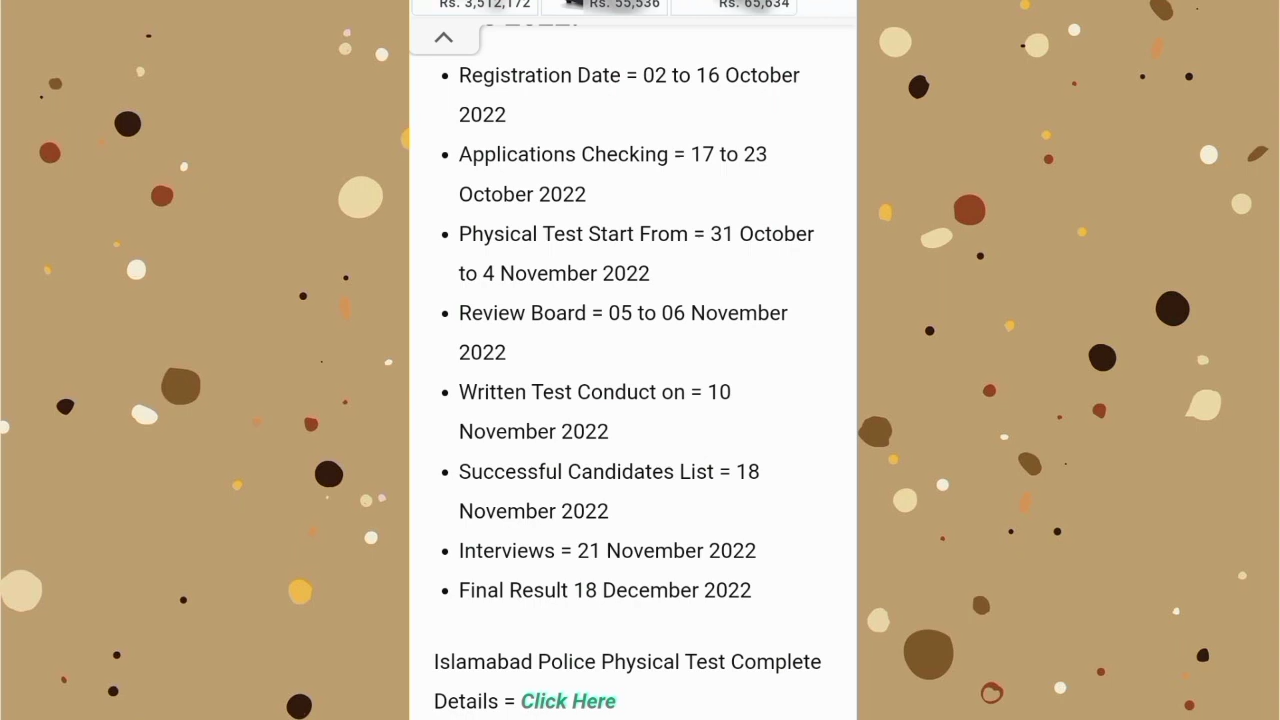 Rs. 3,512,172 Rs. 55,536 Rs. 65,634
Registration Date = 02 to 16 October
2022
Applications Checking = 17 to 23
October 2022
Physical Test Start From = 31 October
to 4 November 2022
Review Board = 05 to 06 November
2022
Written Test Conduct on = 10
November 2022
Successful Candidates List = 18
November 2022
Interviews = 21 November 2022
Final Result 18 December 2022
Islamabad Police Physical Test Complete
Details = Click Here